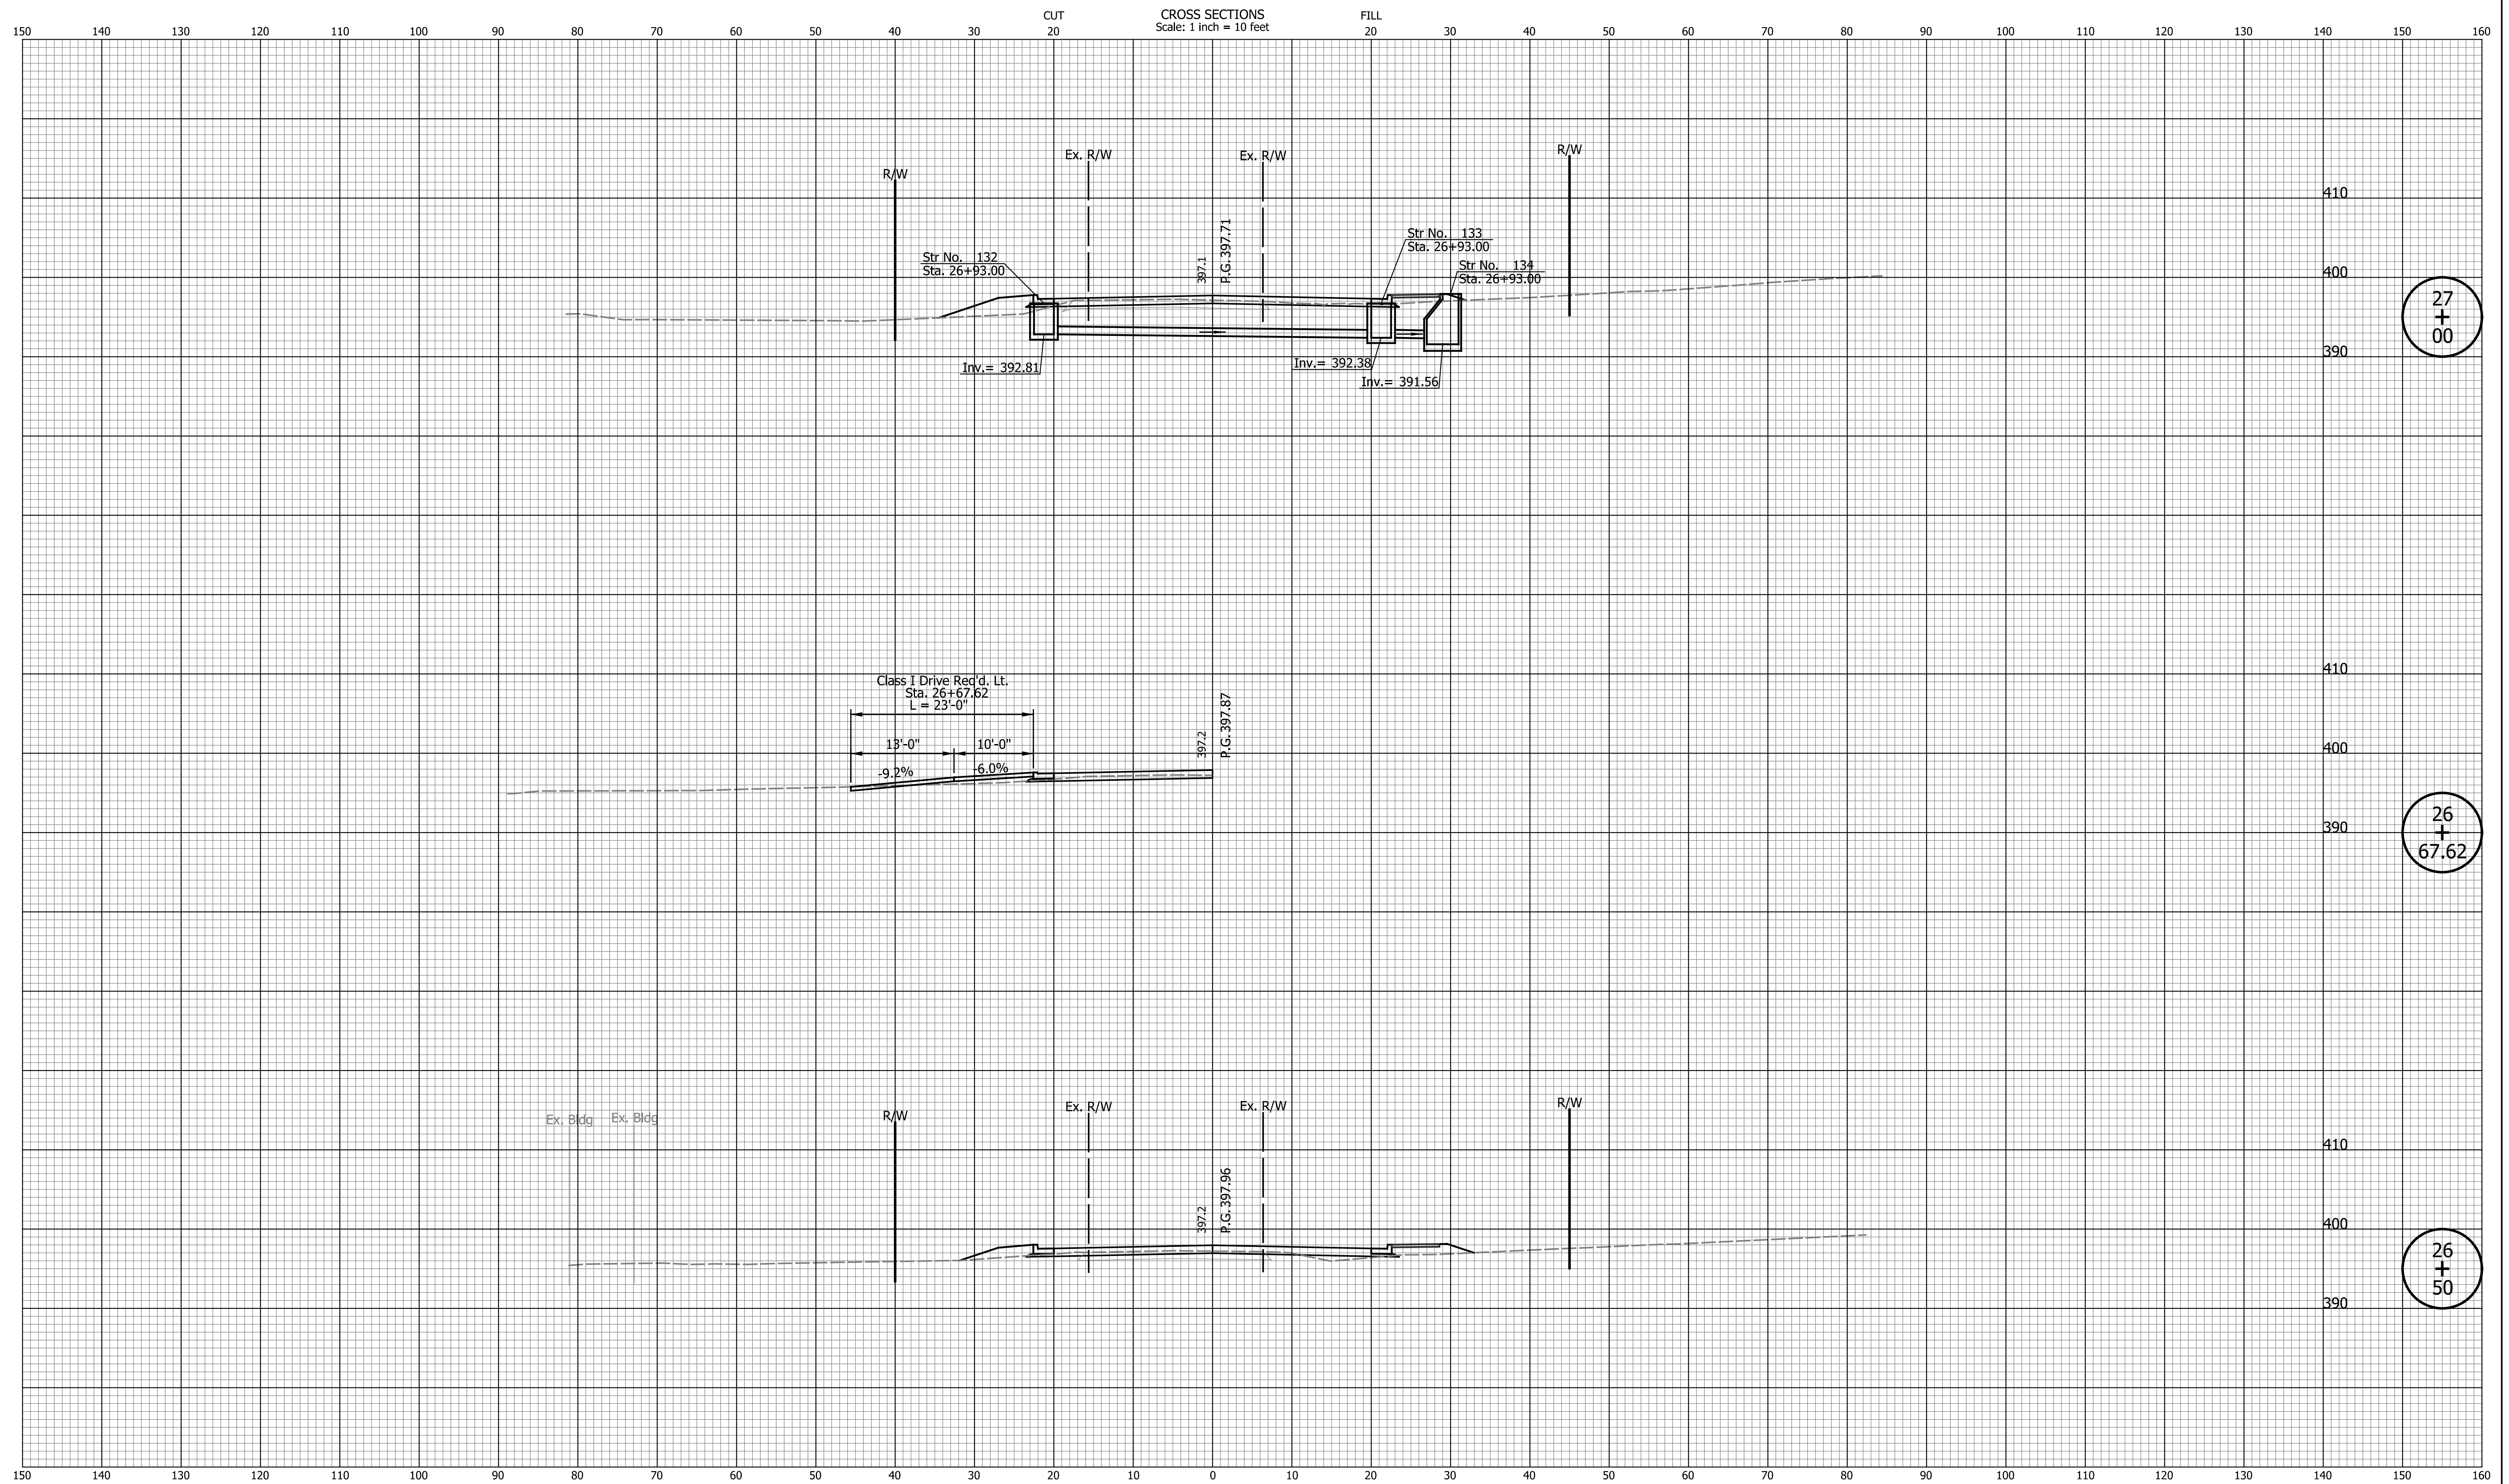 CUT
CROSS SECTIONS
FILL
Scale: 1 inch = 10 feet
150 140 130 120 110 100 90 80 70 60 50 40 30 20 10 0 10 20 30 40 50 60 70 80 90 100 110 120 130 140 150 160
R/W
Ex. R/W
Ex. R/W
R/W
410
400
390
397.1
P.G. 397.71
Str No. 132
Sta. 26+93.00
Str No. 133
Sta. 26+93.00
Str No. 134
Sta. 26+93.00
Inv.= 392.81
Inv.= 392.38
Inv.= 391.56
27
+
00
Class I Drive Req'd. Lt.
Sta. 26+67.62
L = 23'-0"
13'-0"
10'-0"
-9.2%
-6.0%
397.2
P.G. 397.87
410
400
390
26
+
67.62
Ex. Bldg
Ex. Bldg
R/W
Ex. R/W
Ex. R/W
R/W
397.2
P.G. 397.96
410
400
390
26
+
50
150 140 130 120 110 100 90 80 70 60 50 40 30 20 10 0 10 20 30 40 50 60 70 80 90 100 110 120 130 140 150 160